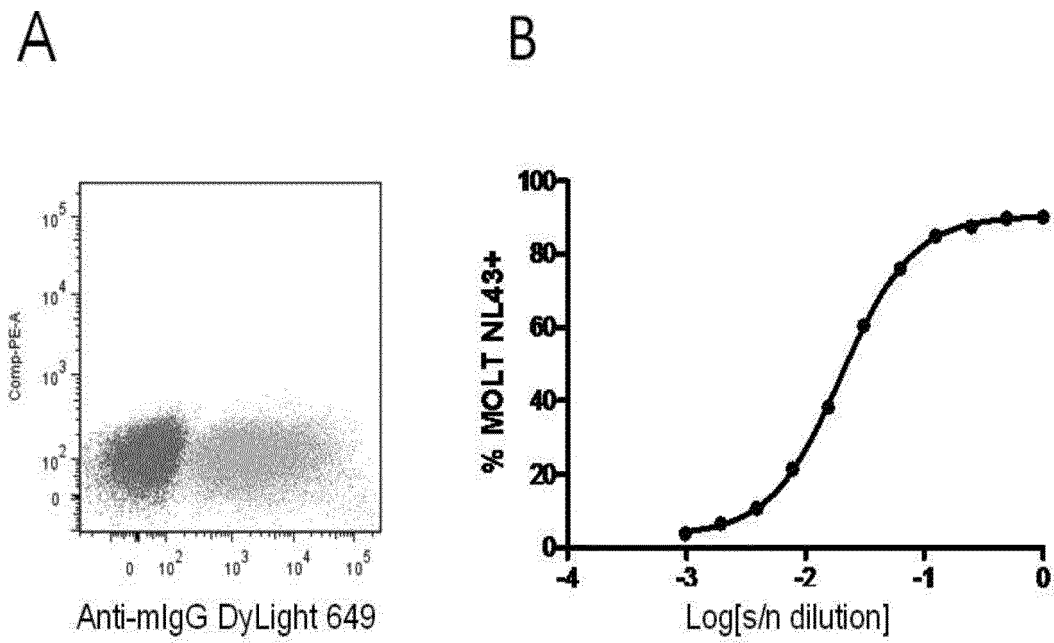 A
B
Comp-PE-A
10^5
10^4
10^3
10^2
0
0 10^2 10^3 10^4 10^5
Anti-mIgG DyLight 649
% MOLT NL43+
100
80
60
40
20
0
-4 -3 -2 -1 0
Log[s/n dilution]